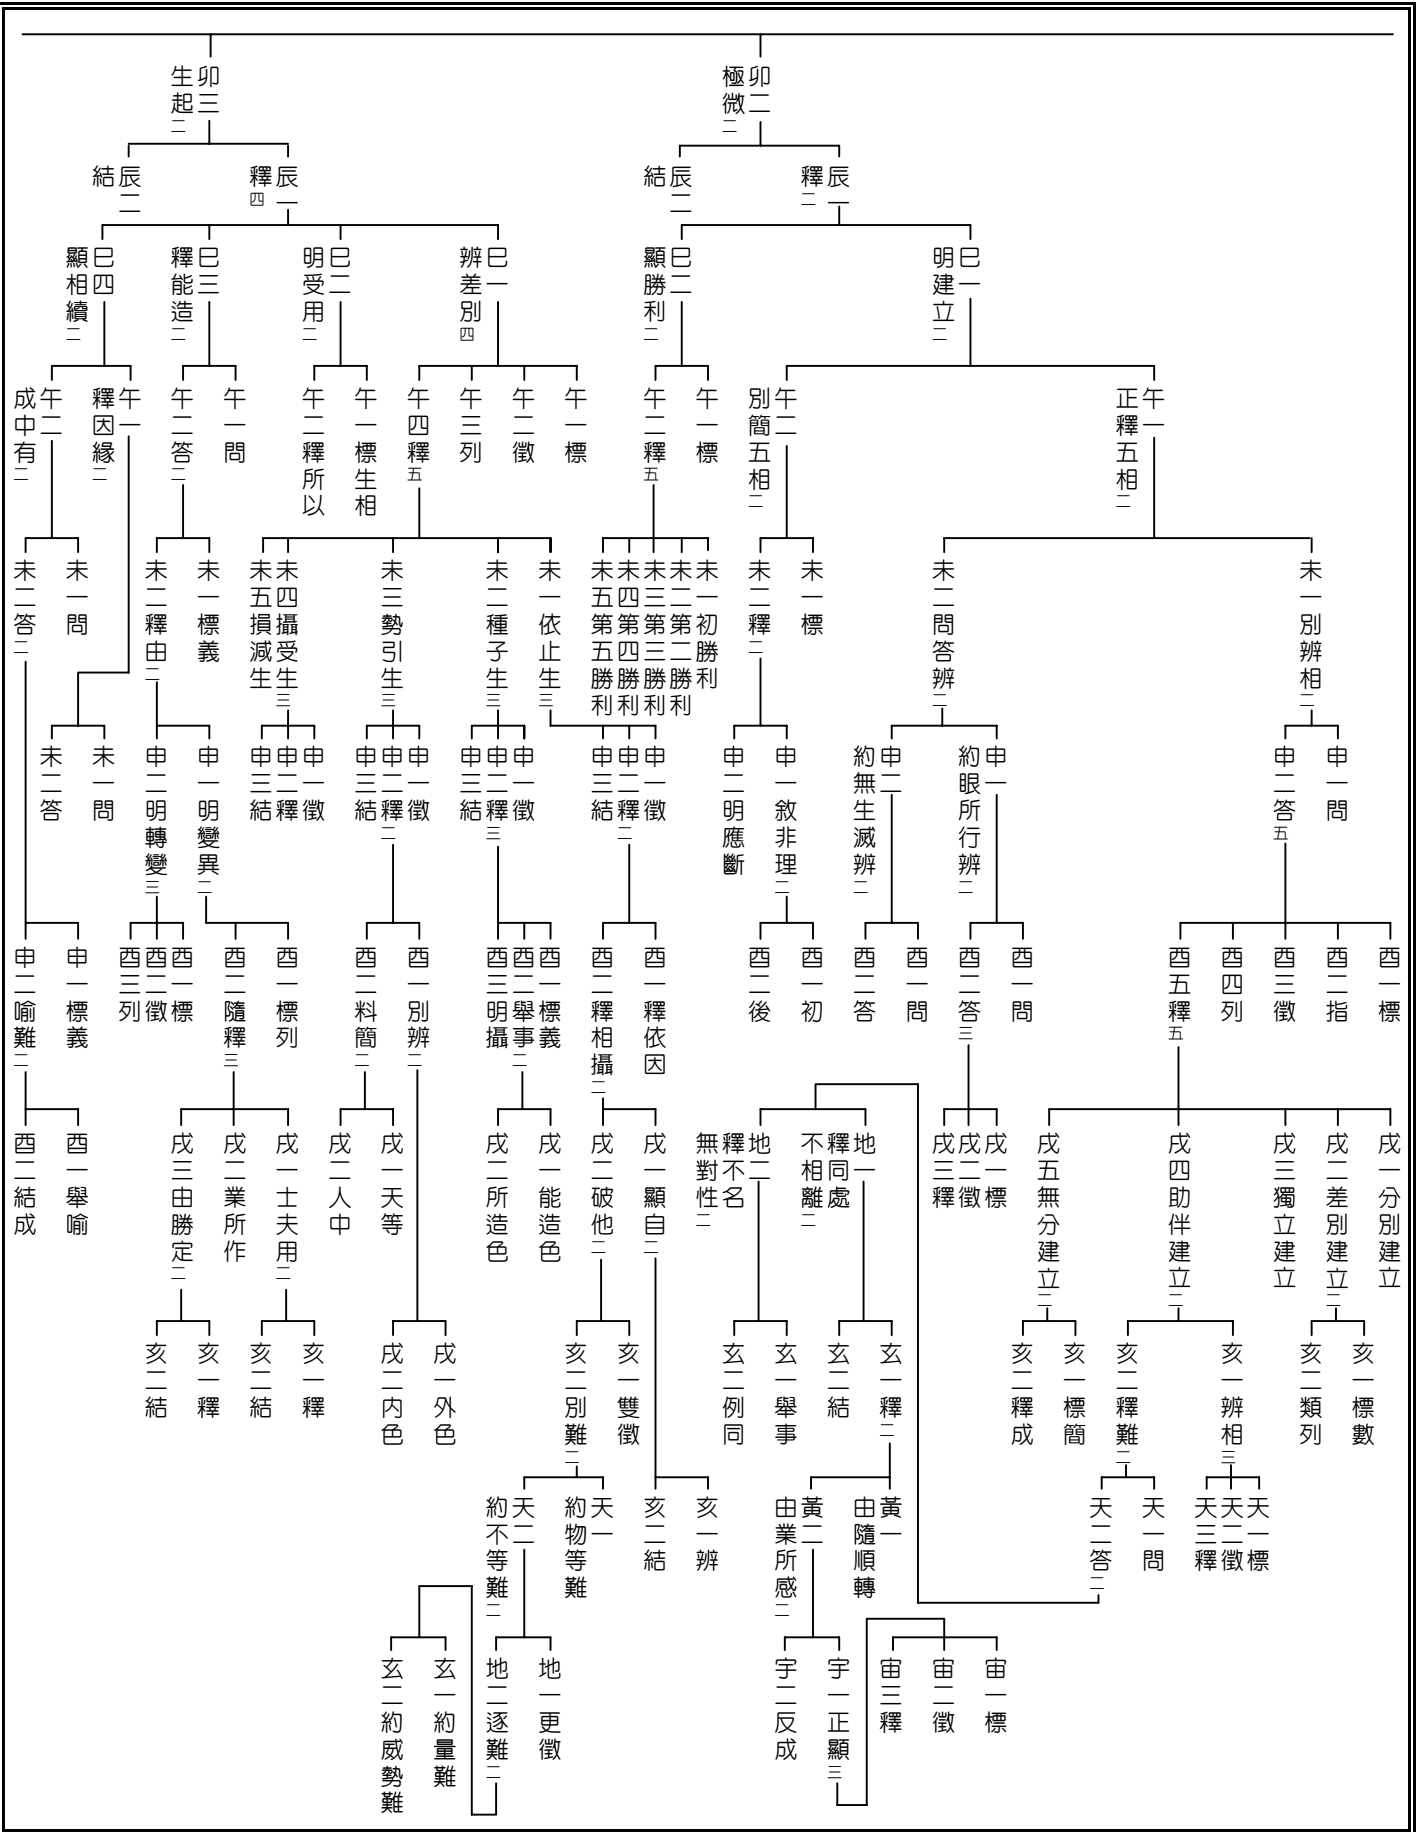 卯二
極微二
卯三
生起二
辰一
釋二
辰二
結
辰一
釋四
辰二
結
巳一
明建立二
巳二
顯勝利二
巳一
辨差別四
巳二
明受用二
巳三
釋能造二
巳四
顯相續二
午一
正釋五相二
午二
別簡五相二
午一標
午二釋五
午一標
午二徵
午三列
午四釋五
午一標生相
午二釋所以
午一問
午二答二
午一
釋因緣二
午二
成中有二
未一別辨相二
未二問答辨二
未一標
未二釋二
未一初勝利
未二第二勝利
未三第三勝利
未四第四勝利
未五第五勝利
未一依止生三
未二種子生三
未三勢引生三
未四攝受生三
未五損減生
未一標義
未二釋由二
未一問
未二答二
申一問
申二答五
申一
約眼所行辨二
申二
約無生滅辨二
申一敘非理二
申二明應斷
申一徵
申二釋二
申三結
申一徵
申二釋三
申三結
申一徵
申二釋二
申三結
申一徵
申二釋
申三結
申一明變異二
申二明轉變三
未一問
未二答
酉一標
酉二指
酉三徵
酉四列
酉五釋五
酉一問
酉二答三
酉一問
酉二答
酉一初
酉二後
酉一釋依因
酉二釋相攝二
酉一標義
酉二舉事二
酉三明攝
酉一別辨二
酉二料簡二
酉一標列
酉二隨釋三
酉一標
酉二徵
酉三列
申一標義
申二喻難二
戌一分別建立
戌二差別建立二
戌三獨立建立
戌四助伴建立二
戌五無分建立二
戌一標
戌二徵
戌三釋
地一
釋同處
不相離二
地二
釋不名
無對性二
戌一顯自二
戌二破他二
戌一能造色
戌二所造色
戌一天等
戌二人中
戌一士夫用二
戌二業所作
戌三由勝定二
酉一舉喻
酉二結成
亥一標數
亥二類列
亥一辨相三
亥二釋難二
亥一標簡
亥二釋成
玄一釋二
玄二結
玄一舉事
玄二例同
亥一雙徵
亥二別難二
戌一外色
戌二內色
亥一釋
亥二結
亥一釋
亥二結
天一標
天二徵
天三釋
天一問
天二答二
黃一
由隨順轉
黃二
由業所感二
亥一辨
亥二結
天一
約物等難
天二
約不等難二
宙一標
宙二徵
宙三釋
宇一正顯三
宇二反成
地一更徵
地二逐難二
玄一約量難
玄二約威勢難